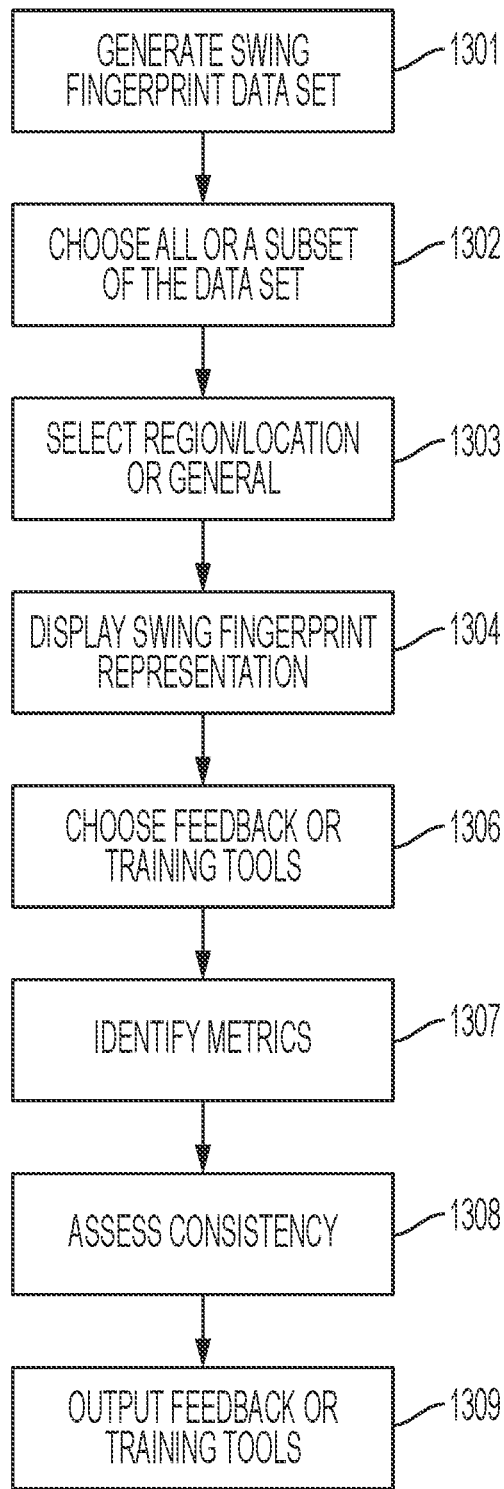 GENERATE SWING
FINGERPRINT DATA SET
1301
CHOOSE ALL OR A SUBSET
OF THE DATA SET
1302
SELECT REGION/LOCATION
OR GENERAL
1303
DISPLAY SWING FINGERPRINT
REPRESENTATION
1304
CHOOSE FEEDBACK OR
TRAINING TOOLS
1306
IDENTIFY METRICS
1307
ASSESS CONSISTENCY
1308
OUTPUT FEEDBACK OR
TRAINING TOOLS
1309